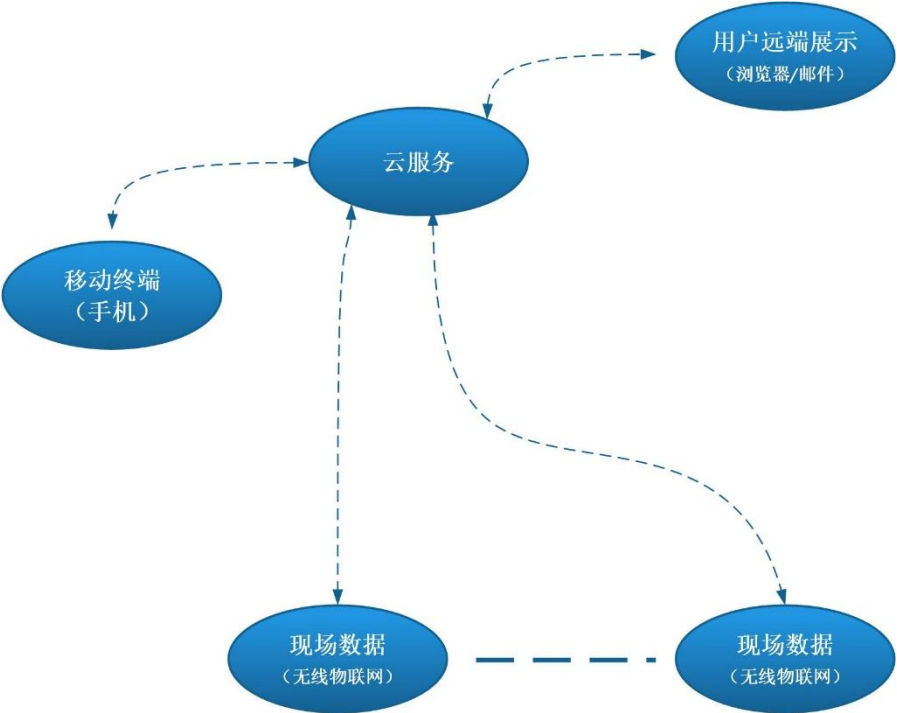 用户远端展示
（浏览器/邮件）
云服务
移动终端
（手机）
现场数据
（无线物联网）
现场数据
（无线物联网）